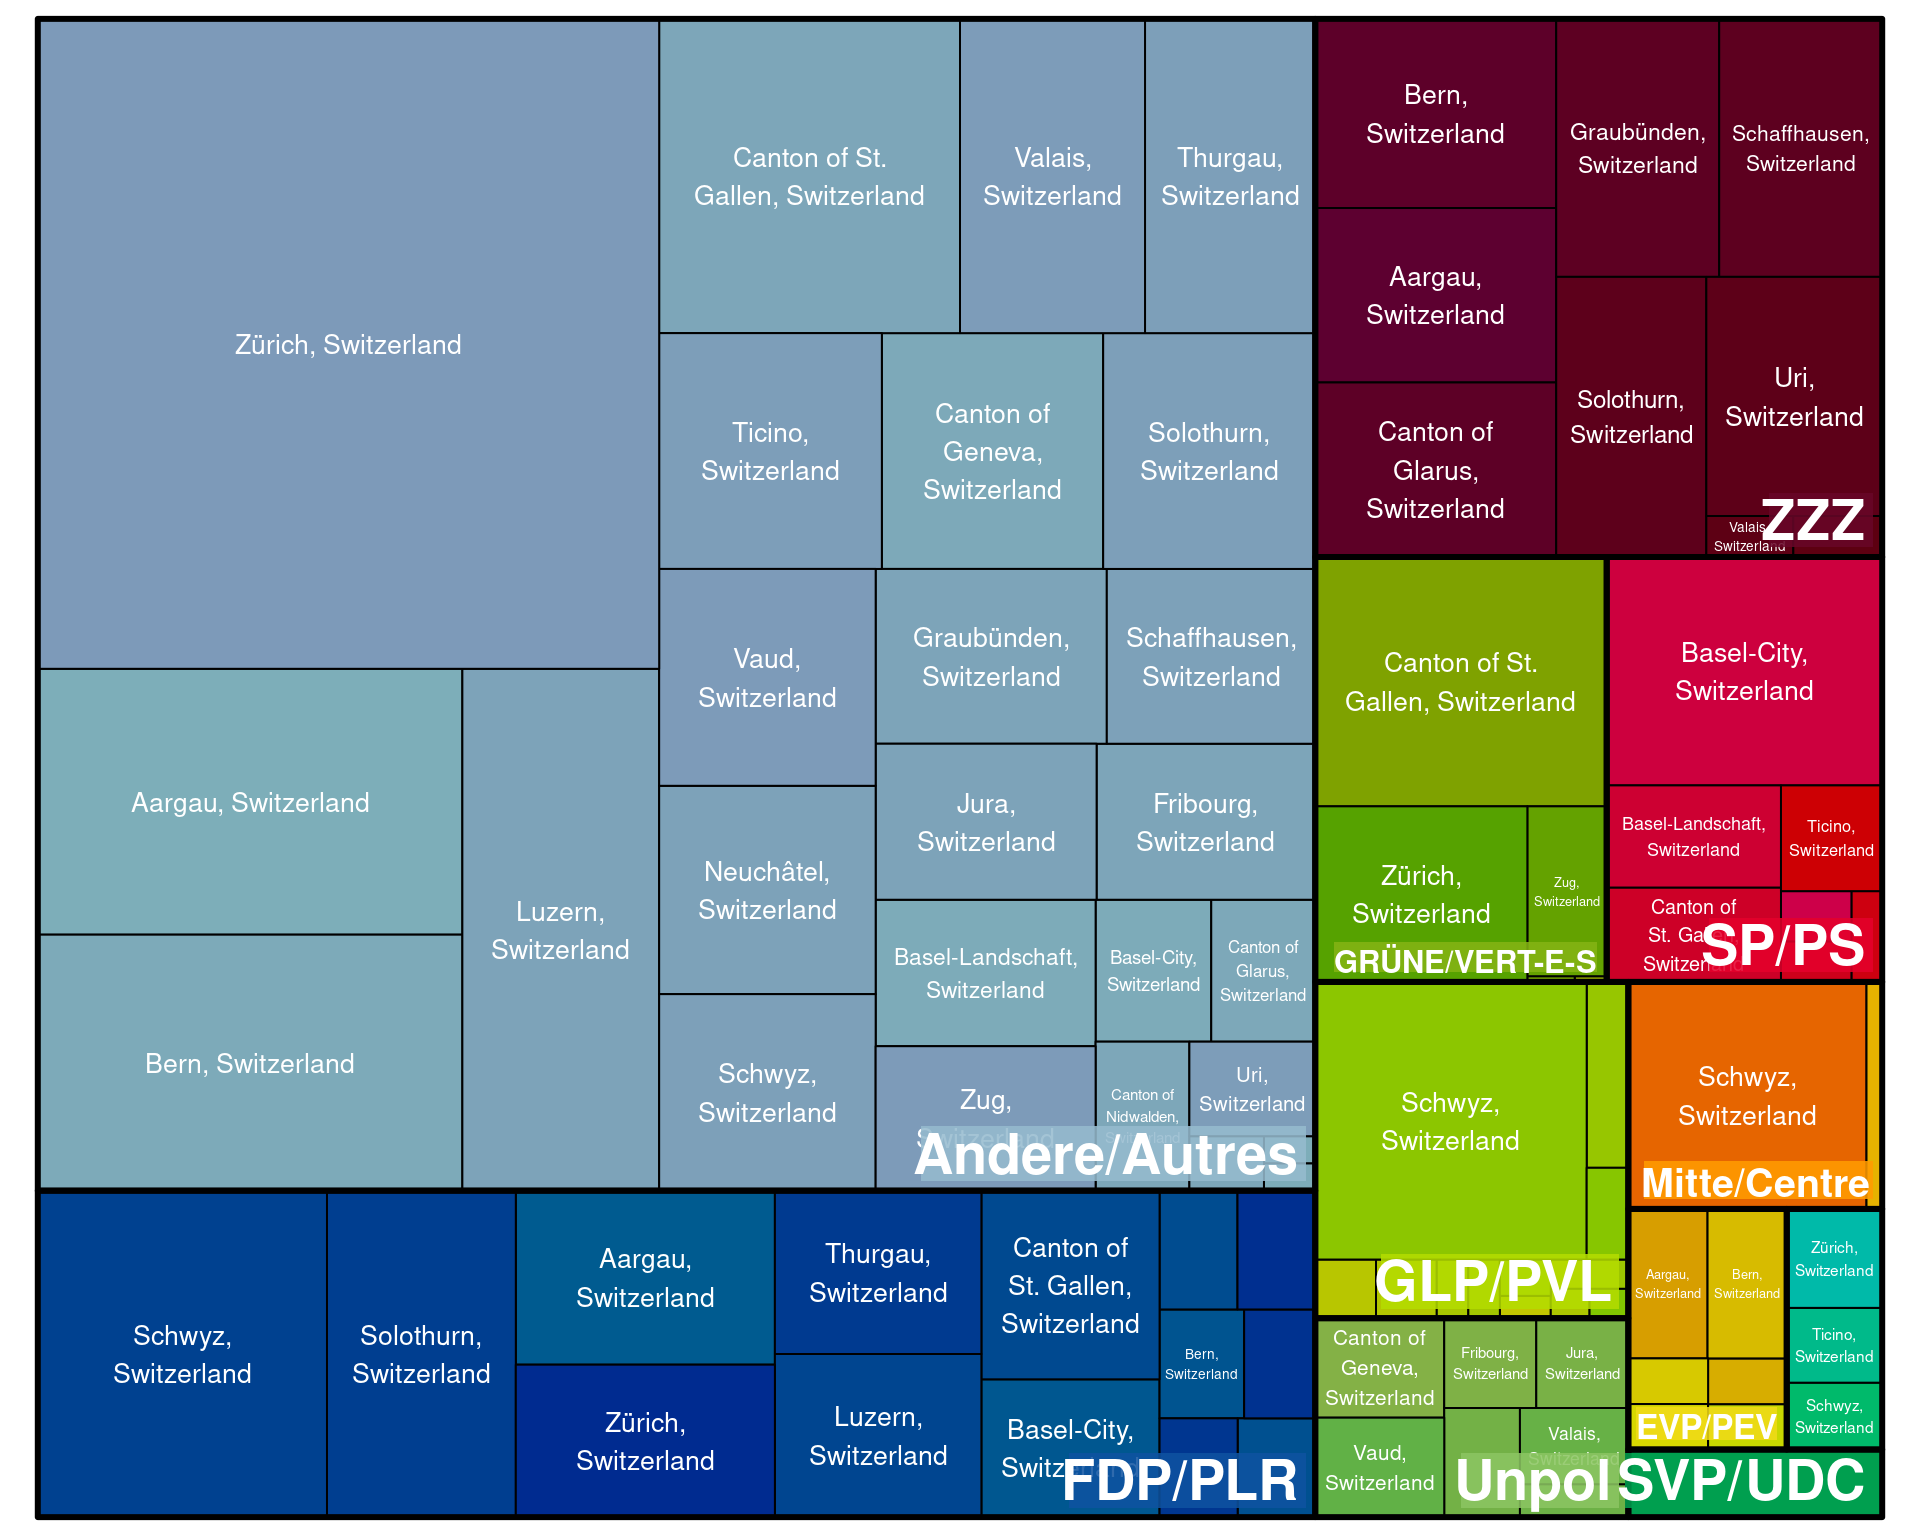 Zürich, Switzerland
Aargau, Switzerland
Bern, Switzerland
Luzern,
Switzerland
Canton of St.
Gallen, Switzerland
Valais,
Switzerland
Thurgau,
Switzerland
Ticino,
Switzerland
Canton of
Geneva,
Switzerland
Solothurn,
Switzerland
Vaud,
Switzerland
Neuchâtel,
Switzerland
Schwyz,
Switzerland
Graubünden,
Switzerland
Schaffhausen,
Switzerland
Jura,
Switzerland
Fribourg,
Switzerland
Basel-Landschaft,
Switzerland
Basel-City,
Switzerland
Canton of
Glarus,
Switzerland
Zug,
Switzerland
Canton of
Nidwalden,
Switzerland
Uri,
Switzerland
Andere/Autres
Schwyz,
Switzerland
Solothurn,
Switzerland
Aargau,
Switzerland
Zürich,
Switzerland
Thurgau,
Switzerland
Luzern,
Switzerland
Canton of
St. Gallen,
Switzerland
Basel-City,
Switzerland
Bern,
Switzerland
FDP/PLR
Bern,
Switzerland
Aargau,
Switzerland
Canton of
Glarus,
Switzerland
Graubünden,
Switzerland
Schaffhausen,
Switzerland
Solothurn,
Switzerland
Uri,
Switzerland
Valais,
Switzerland
ZZZ
Canton of St.
Gallen, Switzerland
Zürich,
Switzerland
Zug,
Switzerland
GRÜNE/VERT-E-S
Basel-City,
Switzerland
Basel-Landschaft,
Switzerland
Ticino,
Switzerland
Canton of
St. Gallen,
Switzerland
SP/PS
Schwyz,
Switzerland
GLP/PVL
Schwyz,
Switzerland
Mitte/Centre
Canton of
Geneva,
Switzerland
Vaud,
Switzerland
Fribourg,
Switzerland
Jura,
Switzerland
Valais,
Switzerland
Unpol
Aargau,
Switzerland
Bern,
Switzerland
EVP/PEV
Zürich,
Switzerland
Ticino,
Switzerland
Schwyz,
Switzerland
SVP/UDC